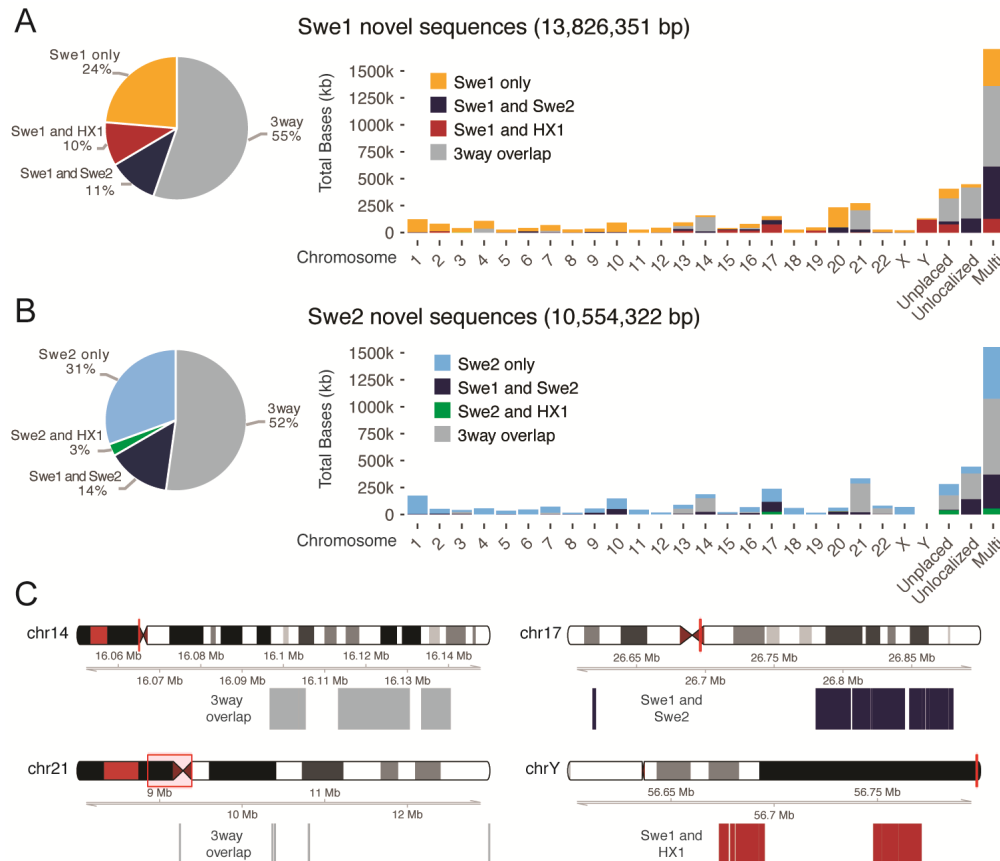 A
Swe1 novel sequences (13,826,351 bp)
Swe1 only
24%
Swe1 and HX1
10%
Swe1 and Swe2
11%
3way
55%
Total Bases (kb)
1500k
1250k
1000k
750k
500k
250k
0
Swe1 only
Swe1 and Swe2
Swe1 and HX1
3way overlap
Chromosome
1 2 3 4 5 6 7 8 9 10 11 12 13 14 15 16 17 18 19 20 21 22 X Y Unplaced Unlocalized Multi
B
Swe2 novel sequences (10,554,322 bp)
Swe2 only
31%
Swe2 and HX1
3%
Swe1 and Swe2
14%
3way
52%
Total Bases (kb)
1500k
1250k
1000k
750k
500k
250k
0
Swe2 only
Swe1 and Swe2
Swe2 and HX1
3way overlap
Chromosome
1 2 3 4 5 6 7 8 9 10 11 12 13 14 15 16 17 18 19 20 21 22 X Y Unplaced Unlocalized Multi
C
chr14
16.06 Mb 16.08 Mb 16.1 Mb 16.12 Mb 16.14 Mb
16.07 Mb 16.09 Mb 16.11 Mb 16.13 Mb
3way
overlap
chr17
26.65 Mb 26.75 Mb 26.85 Mb
26.7 Mb 26.8 Mb
Swe1 and
Swe2
chr21
9 Mb 11 Mb
10 Mb 12 Mb
3way
overlap
chrY
56.65 Mb 56.75 Mb
56.7 Mb
Swe1 and
HX1